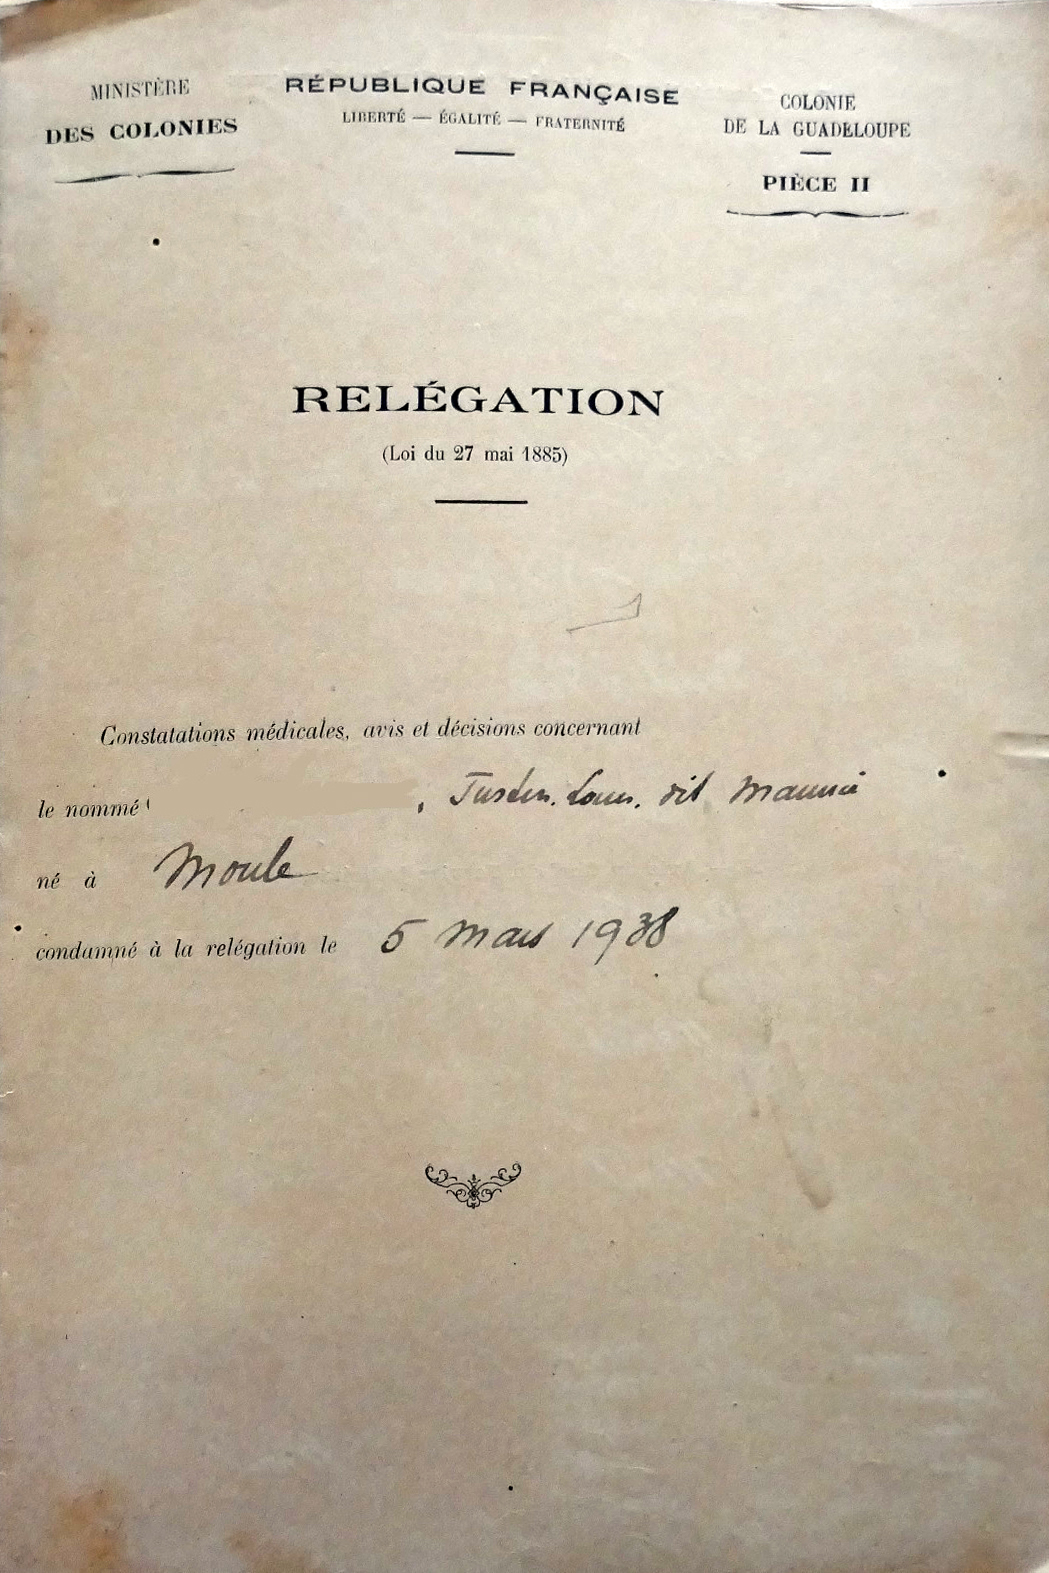 MINISTÈRE
DES COLONIES
RÉPUBLIQUE FRANÇAISE
LIBERTÉ — ÉGALITÉ — FRATERNITÉ
COLONIE
DE LA GUADELOUPE
PIÈCE II
RELÉGATION
(Loi du 27 mai 1885)
Constatations médicales, avis et décisions concernant
le nommé , Justin. Louis. dit
né à Moule
condamné à la relégation le 5 Mars 1938